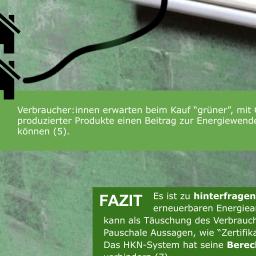 Verbraucher:innen erwarten beim Kauf “grüner”, mit
produzierter Produkte einen Beitrag zur Energiewende
können (5).
FAZIT
Es ist zu hinterfragen
erneuerbaren Energiea
kann als Täuschung des Verbrauch
Pauschale Aussagen, wie “Zertifika
Das HKN-System hat seine Berec